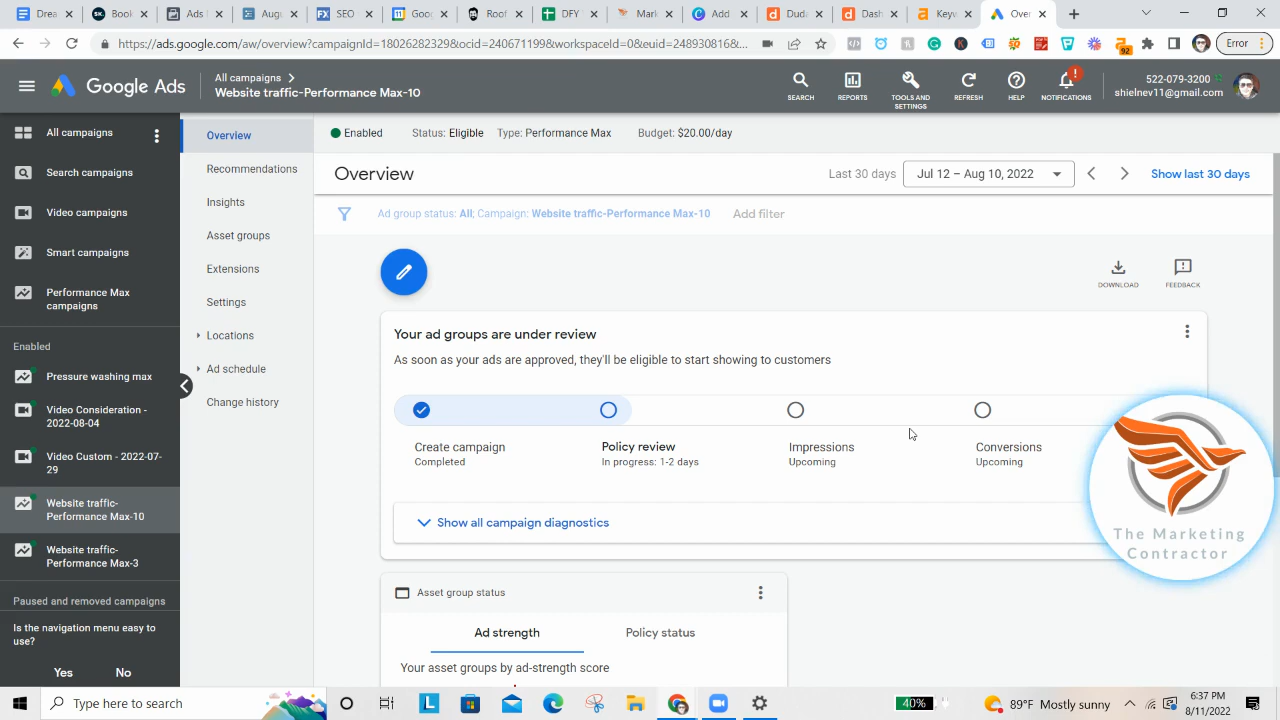 Drea
Book
Ads
Aug
SEO
Goo
Roof
DFY
Mark
Add
Duda
Dash
Keyw
Over
https://ads.google.com/aw/overview?campaignId=18026283329&ocid=240671199&workspaceId=0&euid=248930816&...
92
Error
Google Ads
All campaigns
Website traffic-Performance Max-10
SEARCH
REPORTS
TOOLS AND
SETTINGS
REFRESH
HELP
NOTIFICATIONS
522-079-3200
shielnev11@gmail.com
All campaigns
Search campaigns
Video campaigns
Smart campaigns
Performance Max
campaigns
Enabled
Pressure washing max
Video Consideration -
2022-08-04
Video Custom - 2022-07-
29
Website traffic-
Performance Max-10
Website traffic-
Performance Max-3
Paused and removed campaigns
Is the navigation menu easy to
use?
Yes No
Overview
Recommendations
Insights
Asset groups
Extensions
Settings
Locations
Ad schedule
Change history
Enabled Status: Eligible Type: Performance Max Budget: $20.00/day
Overview
Last 30 days
Jul 12 – Aug 10, 2022
Show last 30 days
Ad group status: All; Campaign: Website traffic-Performance Max-10 Add filter
DOWNLOAD
FEEDBACK
Your ad groups are under review
As soon as your ads are approved, they'll be eligible to start showing to customers
Create campaign
Completed
Policy review
In progress: 1-2 days
Impressions
Upcoming
Conversions
Upcoming
Show all campaign diagnostics
The Marketing
Contractor
Asset group status
Ad strength
Policy status
Your asset groups by ad-strength score
Type here to search
40%
89°F Mostly sunny
6:37 PM
8/11/2022